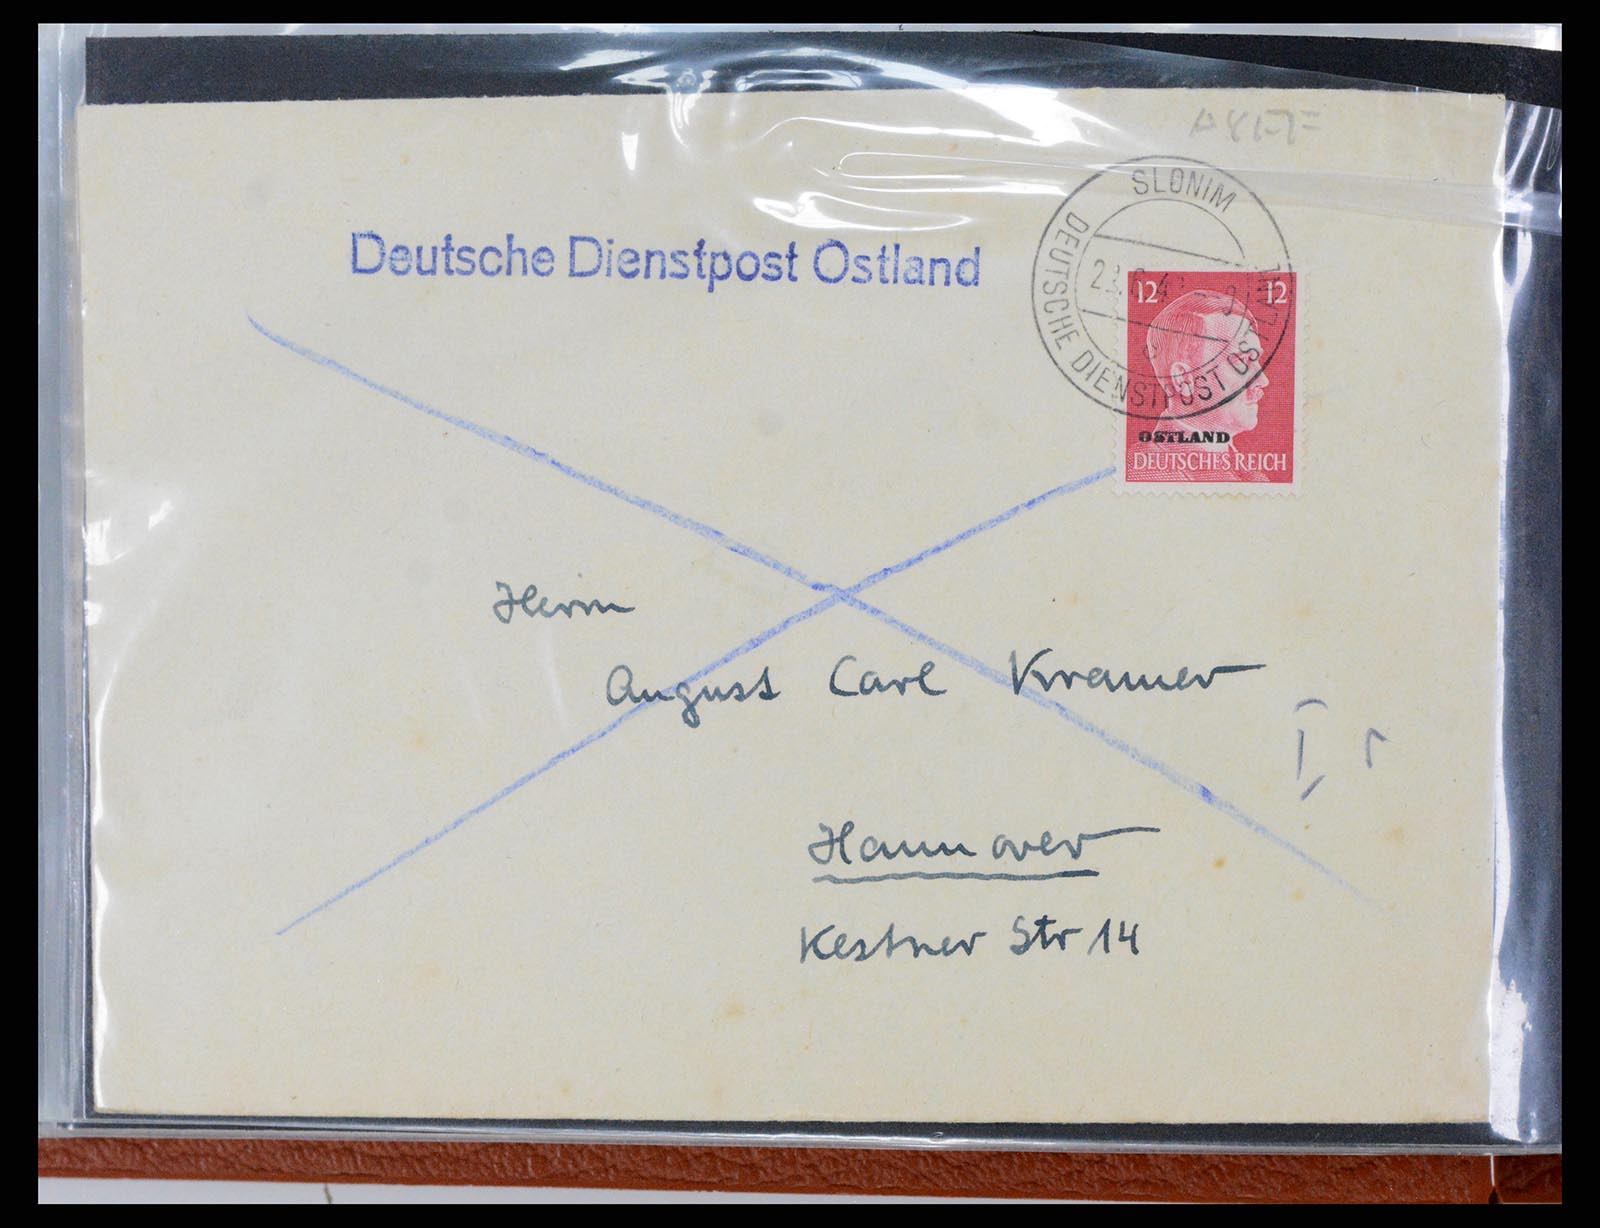 SLONIM
DEUTSCHE DIENSTPOST OSTLAND
Deutsche Dienstpost Ostland
12 12
OSTLAND
DEUTSCHES REICH
Herrn
August Carl Kramer
Hannover
Kestner Str 14